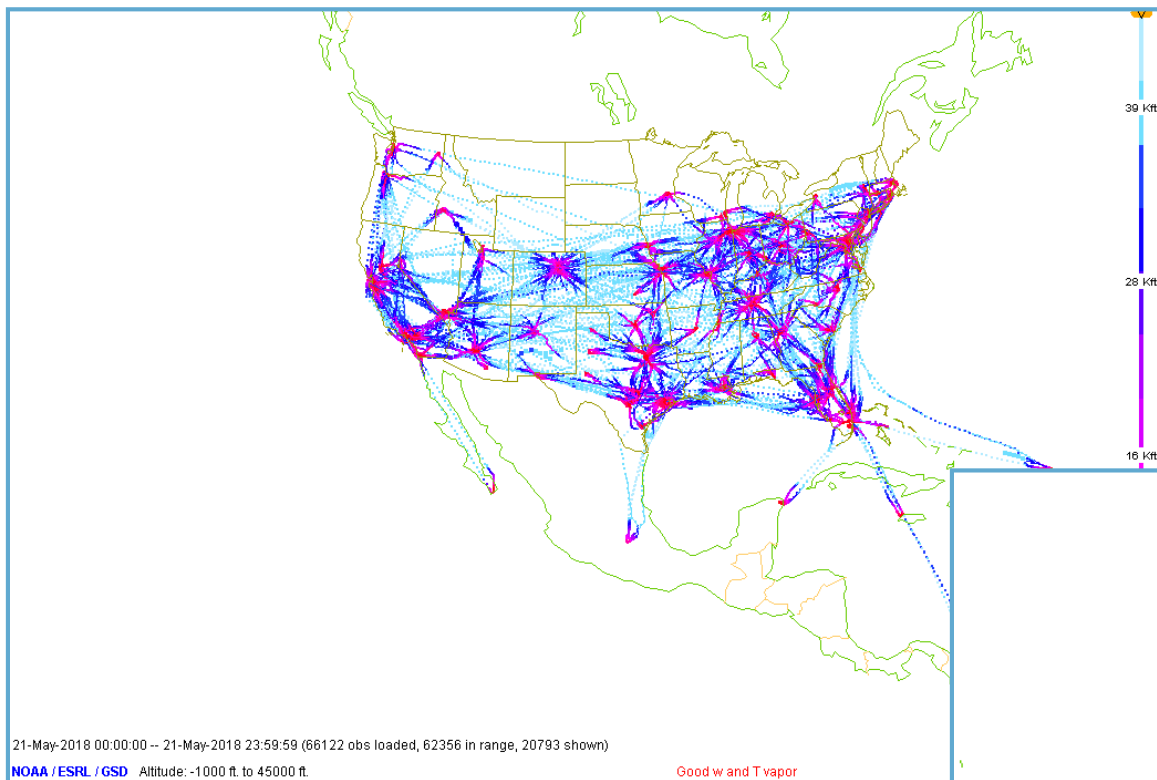 39 Kft
28 Kft
16 Kft
21-May-2018 00:00:00 -- 21-May-2018 23:59:59 (66122 obs loaded, 62356 in range, 20793 shown)
NOAA / ESRL / GSD Altitude: -1000 ft. to 45000 ft. Good w and T vapor